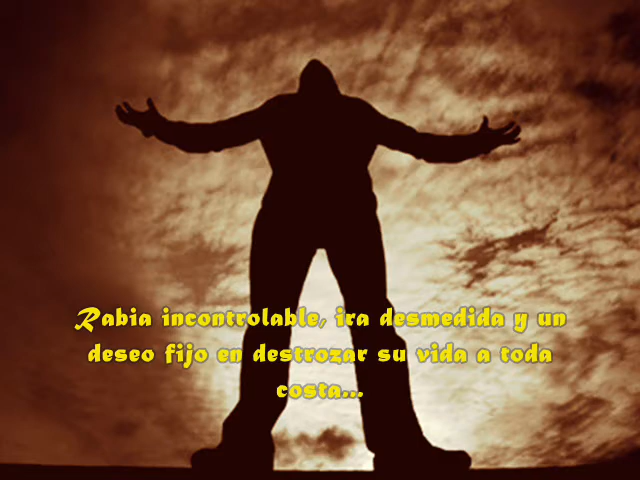 Rabia incontrolable, ira desmedida y un
deseo fijo en destrozar su vida a toda
costa...